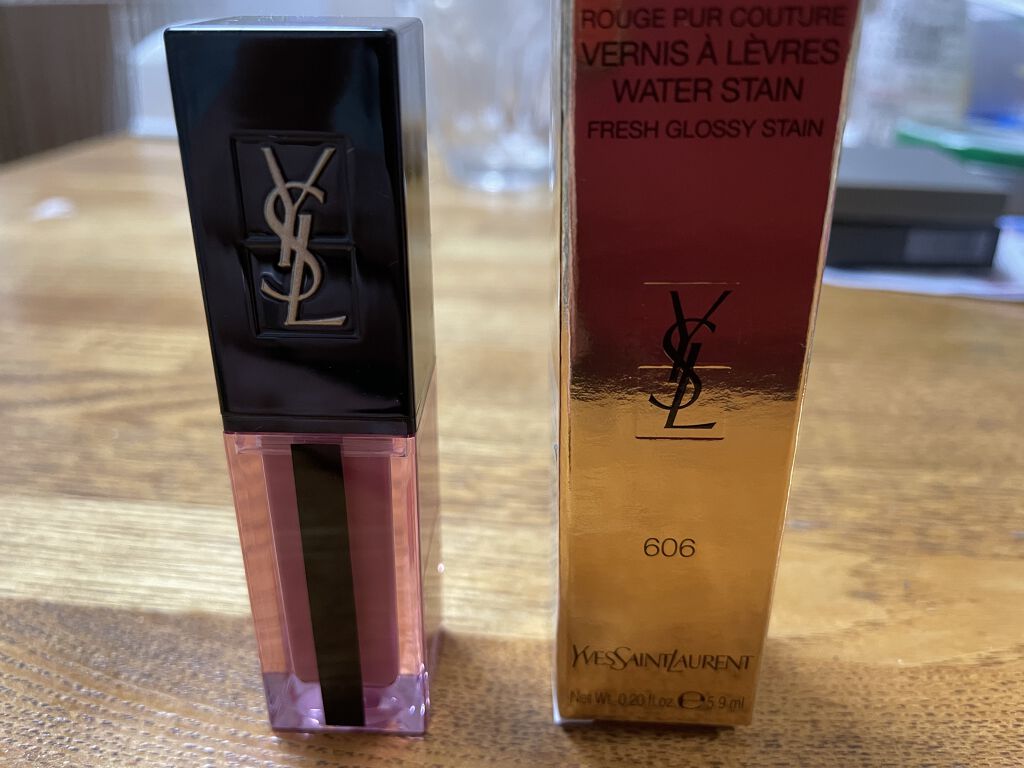 YSL
ROUGE PUR COUTURE
VERNIS À LÈVRES
WATER STAIN
FRESH GLOSSY STAIN
YSL
606
YVESSAINTLAURENT
Net Wt. 0.20 fl.oz. ℮ 5.9 ml